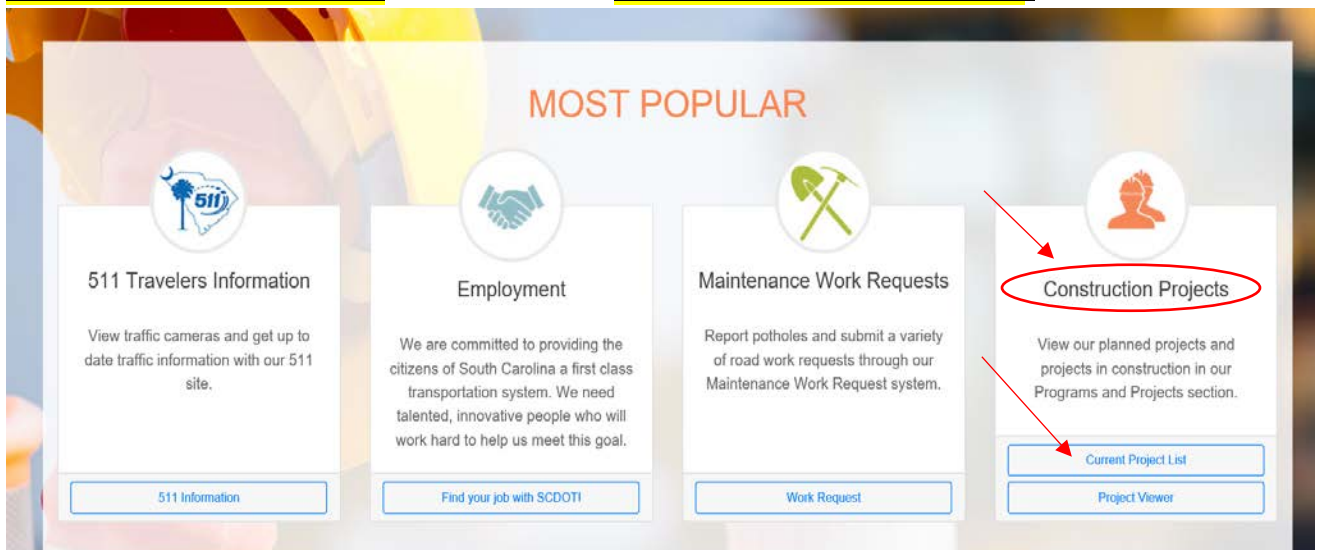 MOST POPULAR
511
511 Travelers Information
View traffic cameras and get up to
date traffic information with our 511
site.
511 Information
Employment
We are committed to providing the
citizens of South Carolina a first class
transportation system. We need
talented, innovative people who will
work hard to help us meet this goal.
Find your job with SCDOT!
Maintenance Work Requests
Report potholes and submit a variety
of road work requests through our
Maintenance Work Request system.
Work Request
Construction Projects
View our planned projects and
projects in construction in our
Programs and Projects section.
Current Project List
Project Viewer